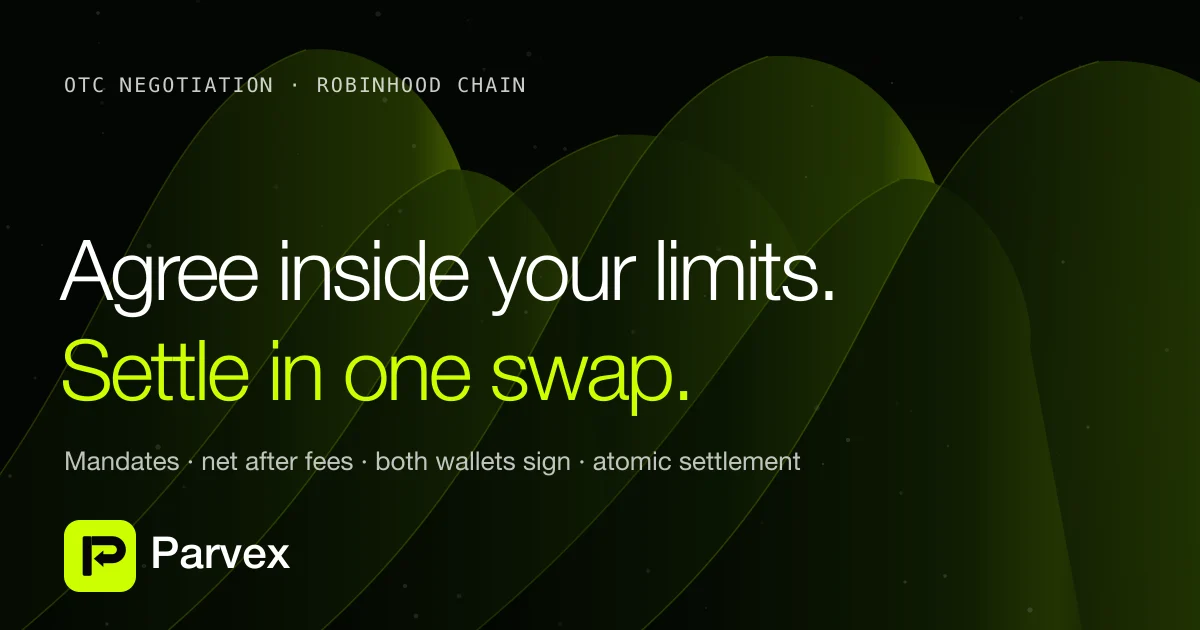 OTC NEGOTIATION · ROBINHOOD CHAIN
Agree inside your limits.
Settle in one swap.
Mandates · net after fees · both wallets sign · atomic settlement
Parvex